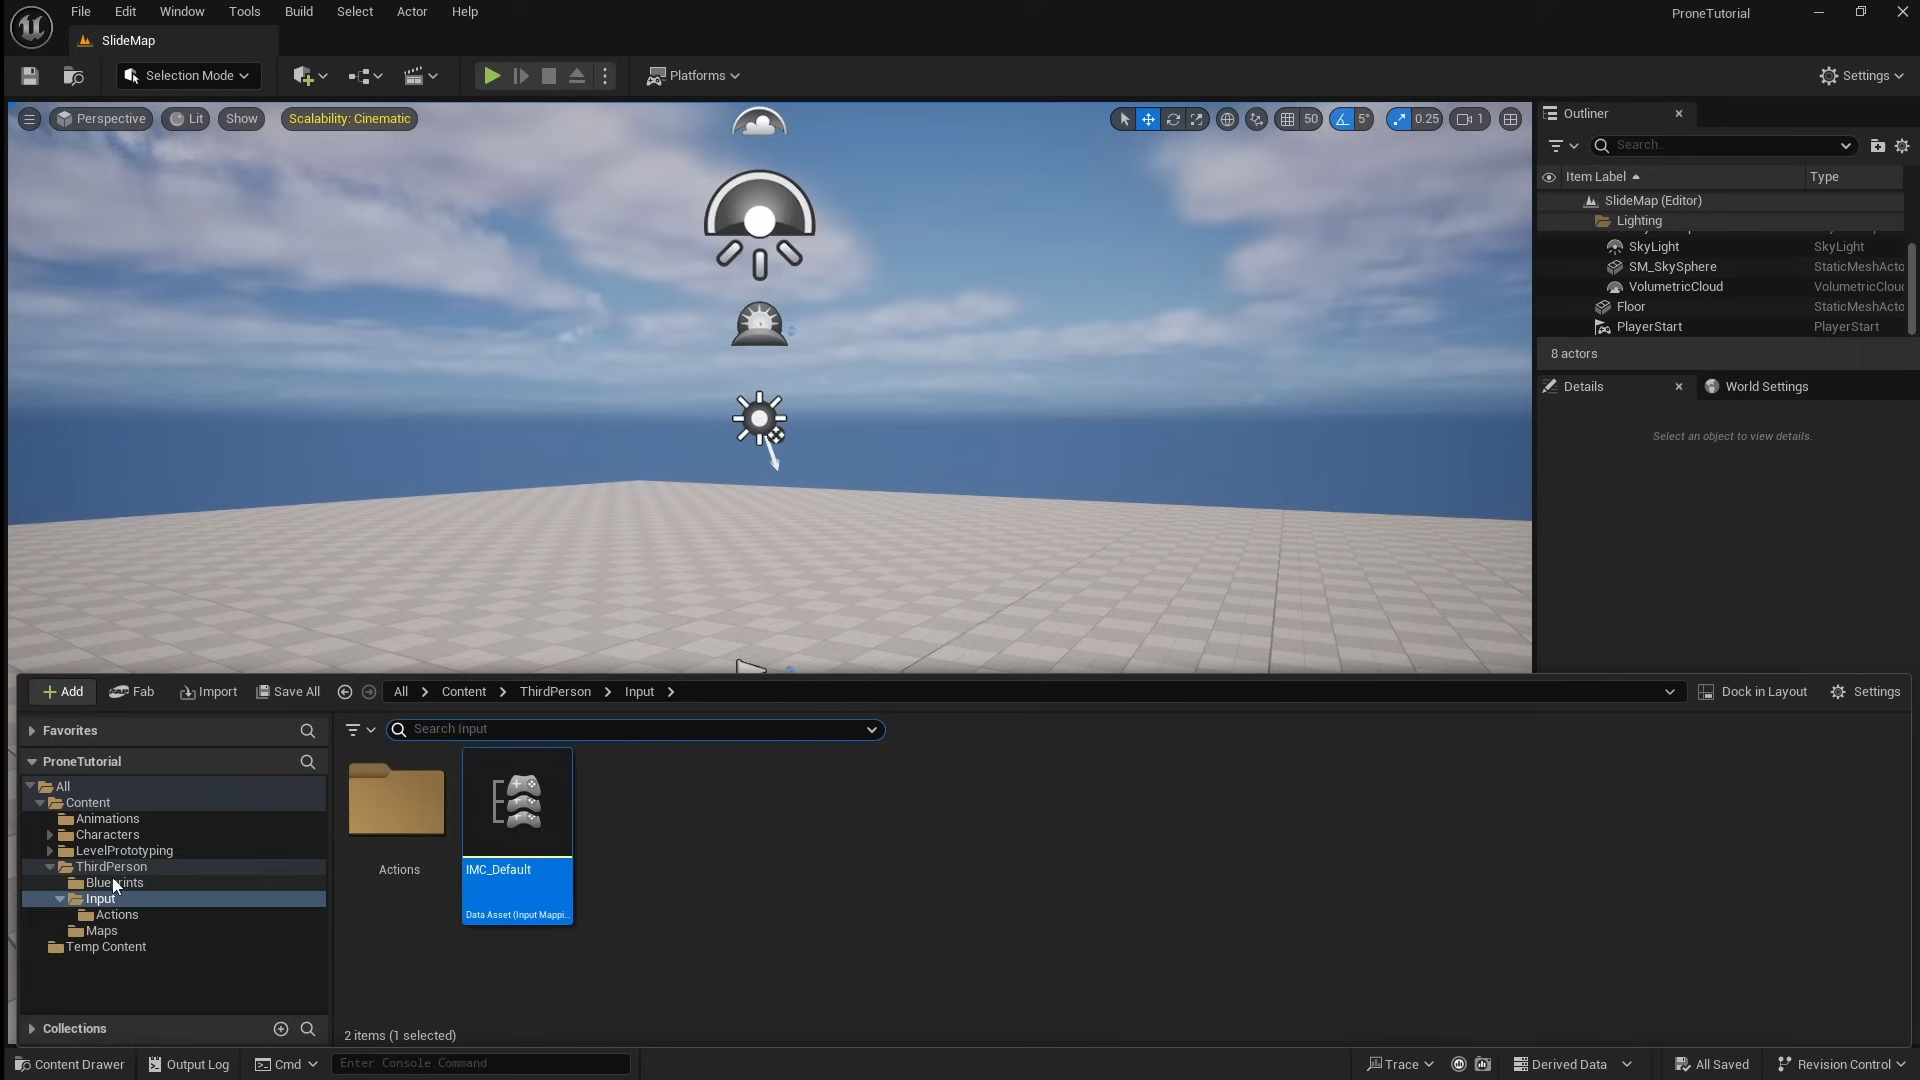 File Edit Window Tools Build Select Actor Help
ProneTutorial
SlideMap
Selection Mode
Platforms
Settings
Perspective Lit Show Scalability: Cinematic
50 5° 0.25 1
Outliner
Search...
Item Label Type
SlideMap (Editor)
Lighting
SkyLight SkyLight
SM_SkySphere StaticMeshActo
VolumetricCloud VolumetricClou
Floor StaticMeshActo
PlayerStart PlayerStart
8 actors
Details World Settings
Select an object to view details.
Add Fab Import Save All All Content ThirdPerson Input Dock in Layout Settings
Favorites
Search Input
ProneTutorial
All
Content
Animations
Characters
LevelPrototyping
ThirdPerson
Blueprints
Input
Actions
Maps
Temp Content
Actions
IMC_Default
Data Asset (Input Mappi...
Collections
2 items (1 selected)
Content Drawer Output Log Cmd Enter Console Command Trace Derived Data All Saved Revision Control